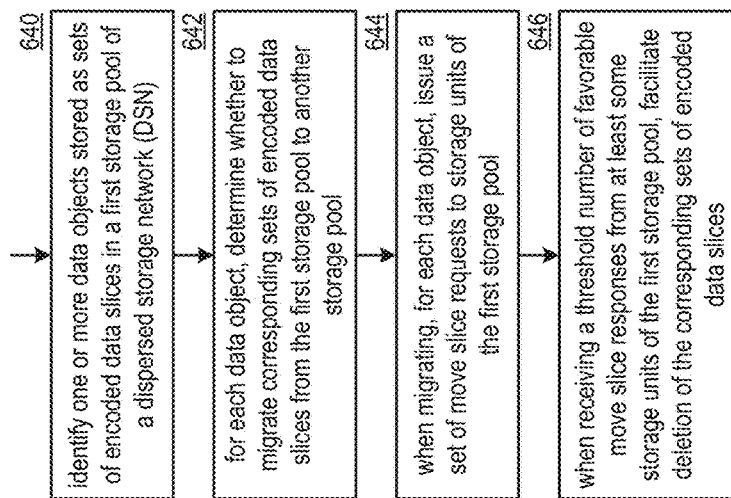 640
identify one or more data objects stored as sets
of encoded data slices in a first storage pool of
a dispersed storage network (DSN)
642
for each data object, determine whether to
migrate corresponding sets of encoded data
slices from the first storage pool to another
storage pool
644
when migrating, for each data object, issue a
set of move slice requests to storage units of
the first storage pool
646
when receiving a threshold number of favorable
move slice responses from at least some
storage units of the first storage pool, facilitate
deletion of the corresponding sets of encoded
data slices